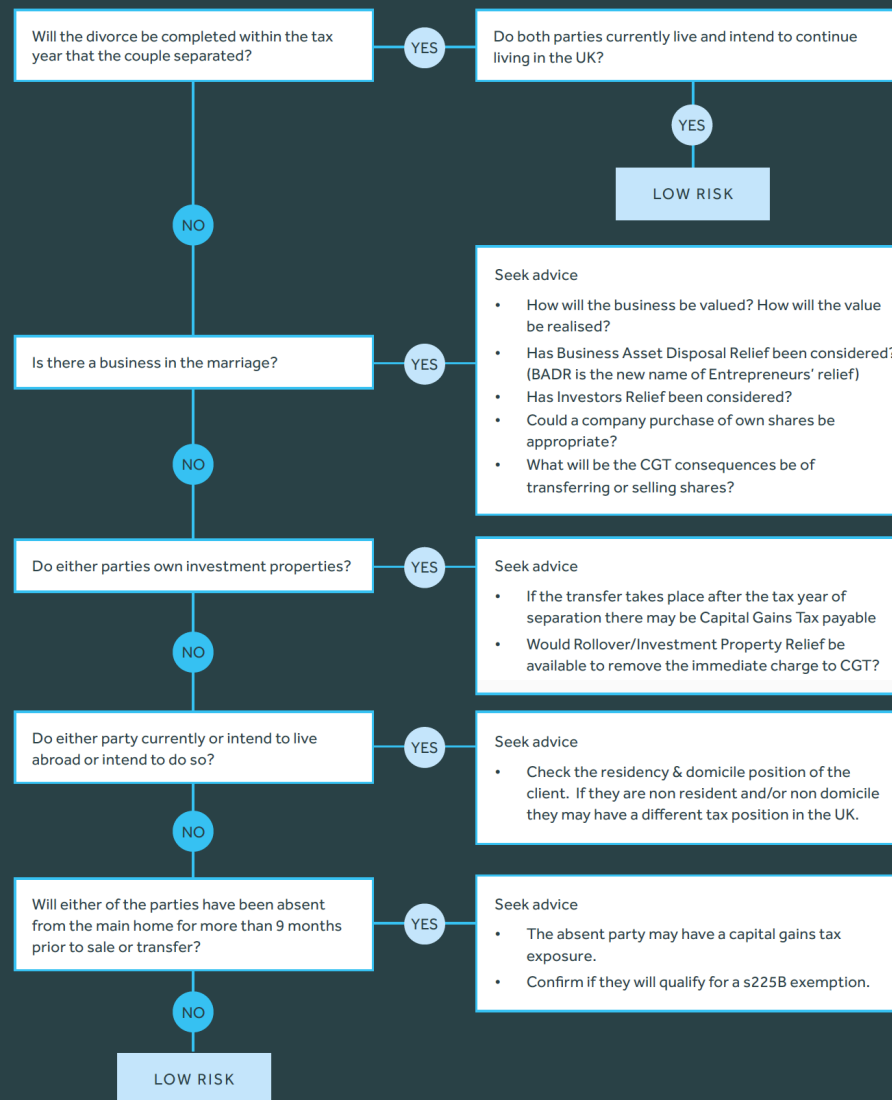 Will the divorce be completed within the tax
year that the couple separated?
YES
Do both parties currently live and intend to continue
living in the UK?
YES
LOW RISK
NO
Is there a business in the marriage?
YES
Seek advice
• How will the business be valued? How will the value
be realised?
• Has Business Asset Disposal Relief been considered?
(BADR is the new name of Entrepreneurs’ relief)
• Has Investors Relief been considered?
• Could a company purchase of own shares be
appropriate?
• What will be the CGT consequences be of
transferring or selling shares?
NO
Do either parties own investment properties?
YES
Seek advice
• If the transfer takes place after the tax year of
separation there may be Capital Gains Tax payable
• Would Rollover/Investment Property Relief be
available to remove the immediate charge to CGT?
NO
Do either party currently or intend to live
abroad or intend to do so?
YES
Seek advice
• Check the residency & domicile position of the
client. If they are non resident and/or non domicile
they may have a different tax position in the UK.
NO
Will either of the parties have been absent
from the main home for more than 9 months
prior to sale or transfer?
YES
Seek advice
• The absent party may have a capital gains tax
exposure.
• Confirm if they will qualify for a s225B exemption.
NO
LOW RISK